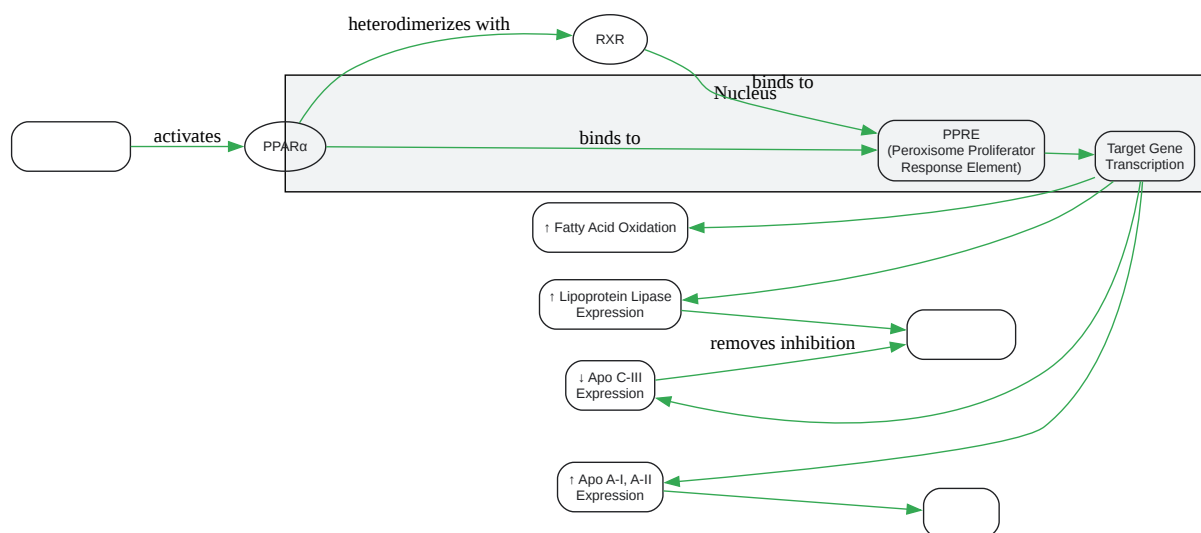 heterodimerizes with
RXR
binds to
Nucleus
activates
PPARα
binds to
PPRE
(Peroxisome Proliferator
Response Element)
Target Gene
Transcription
↑ Fatty Acid Oxidation
↑ Lipoprotein Lipase
Expression
removes inhibition
↓ Apo C-III
Expression
↑ Apo A-I, A-II
Expression